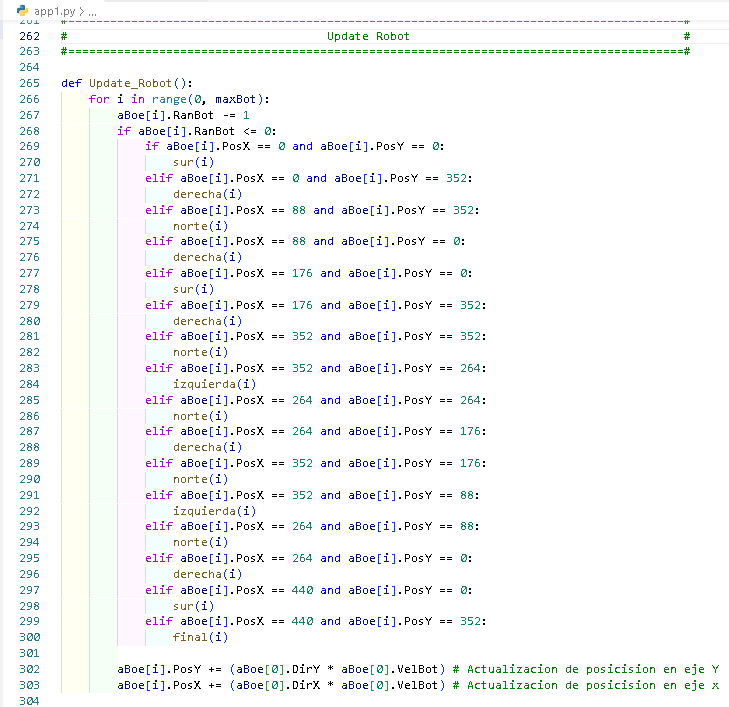 app1.py > ...
261 #========================================================================================#
262 # Update Robot #
263 #========================================================================================#
264
265 def Update_Robot():
266 for i in range(0, maxBot):
267 aBoe[i].RanBot -= 1
268 if aBoe[i].RanBot <= 0:
269 if aBoe[i].PosX == 0 and aBoe[i].PosY == 0:
270 sur(i)
271 elif aBoe[i].PosX == 0 and aBoe[i].PosY == 352:
272 derecha(i)
273 elif aBoe[i].PosX == 88 and aBoe[i].PosY == 352:
274 norte(i)
275 elif aBoe[i].PosX == 88 and aBoe[i].PosY == 0:
276 derecha(i)
277 elif aBoe[i].PosX == 176 and aBoe[i].PosY == 0:
278 sur(i)
279 elif aBoe[i].PosX == 176 and aBoe[i].PosY == 352:
280 derecha(i)
281 elif aBoe[i].PosX == 352 and aBoe[i].PosY == 352:
282 norte(i)
283 elif aBoe[i].PosX == 352 and aBoe[i].PosY == 264:
284 izquierda(i)
285 elif aBoe[i].PosX == 264 and aBoe[i].PosY == 264:
286 norte(i)
287 elif aBoe[i].PosX == 264 and aBoe[i].PosY == 176:
288 derecha(i)
289 elif aBoe[i].PosX == 352 and aBoe[i].PosY == 176:
290 norte(i)
291 elif aBoe[i].PosX == 352 and aBoe[i].PosY == 88:
292 izquierda(i)
293 elif aBoe[i].PosX == 264 and aBoe[i].PosY == 88:
294 norte(i)
295 elif aBoe[i].PosX == 264 and aBoe[i].PosY == 0:
296 derecha(i)
297 elif aBoe[i].PosX == 440 and aBoe[i].PosY == 0:
298 sur(i)
299 elif aBoe[i].PosX == 440 and aBoe[i].PosY == 352:
300 final(i)
301
302 aBoe[i].PosY += (aBoe[0].DirY * aBoe[0].VelBot) # Actualizacion de posicision en eje Y
303 aBoe[i].PosX += (aBoe[0].DirX * aBoe[0].VelBot) # Actualizacion de posicision en eje x
304